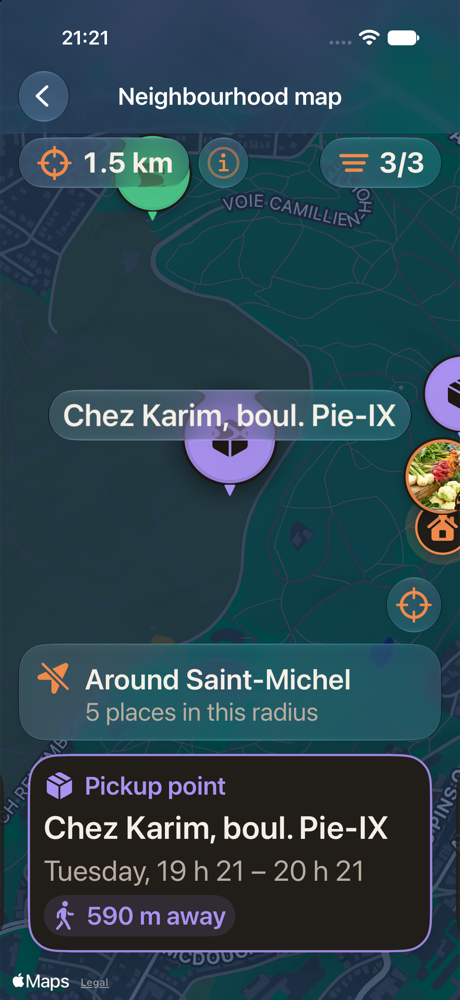 21:21
Neighbourhood map
1.5 km
3/3
VOIE CAMILLIEN-H
Chez Karim, boul. Pie-IX
Around Saint-Michel
5 places in this radius
Pickup point
Chez Karim, boul. Pie-IX
Tuesday, 19 h 21 – 20 h 21
590 m away
Maps
Legal